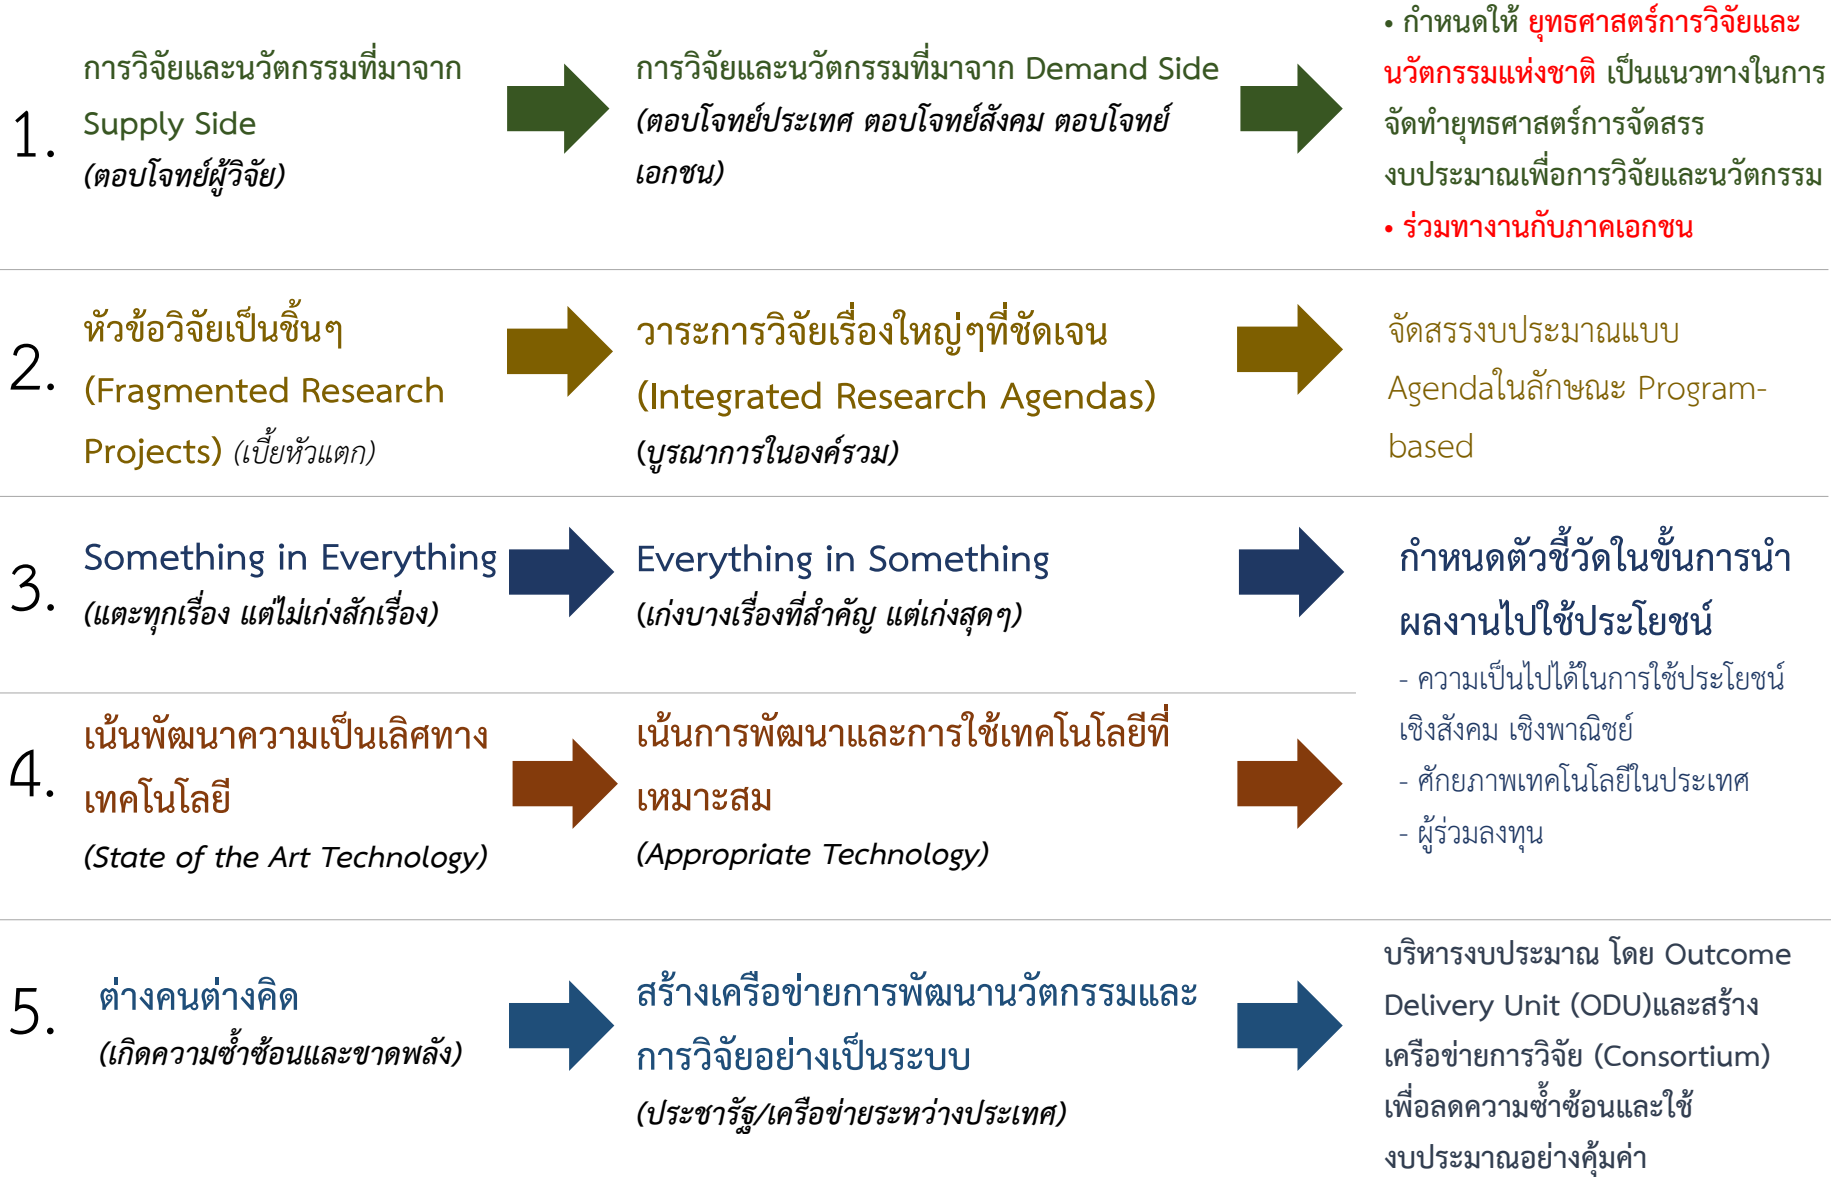 1.
การวิจัยและนวัตกรรมที่มาจาก
Supply Side
(ตอบโจทย์ผู้วิจัย)
การวิจัยและนวัตกรรมที่มาจาก Demand Side
(ตอบโจทย์ประเทศ ตอบโจทย์สังคม ตอบโจทย์
เอกชน)
• กำหนดให้ ยุทธศาสตร์การวิจัยและ
นวัตกรรมแห่งชาติ เป็นแนวทางในการ
จัดทำยุทธศาสตร์การจัดสรร
งบประมาณเพื่อการวิจัยและนวัตกรรม
• ร่วมทางานกับภาคเอกชน
2.
หัวข้อวิจัยเป็นชิ้นๆ
(Fragmented Research
Projects) (เบี้ยหัวแตก)
วาระการวิจัยเรื่องใหญ่ๆที่ชัดเจน
(Integrated Research Agendas)
(บูรณาการในองค์รวม)
จัดสรรงบประมาณแบบ
Agendaในลักษณะ Program-
based
3.
Something in Everything
(แตะทุกเรื่อง แต่ไม่เก่งสักเรื่อง)
Everything in Something
(เก่งบางเรื่องที่สำคัญ แต่เก่งสุดๆ)
กำหนดตัวชี้วัดในขั้นการนำ
ผลงานไปใช้ประโยชน์
- ความเป็นไปได้ในการใช้ประโยชน์
เชิงสังคม เชิงพาณิชย์
- ศักยภาพเทคโนโลยีในประเทศ
- ผู้ร่วมลงทุน
4.
เน้นพัฒนาความเป็นเลิศทาง
เทคโนโลยี
(State of the Art Technology)
เน้นการพัฒนาและการใช้เทคโนโลยีที่
เหมาะสม
(Appropriate Technology)
5.
ต่างคนต่างคิด
(เกิดความซ้ำซ้อนและขาดพลัง)
สร้างเครือข่ายการพัฒนานวัตกรรมและ
การวิจัยอย่างเป็นระบบ
(ประชารัฐ/เครือข่ายระหว่างประเทศ)
บริหารงบประมาณ โดย Outcome
Delivery Unit (ODU)และสร้าง
เครือข่ายการวิจัย (Consortium)
เพื่อลดความซ้ำซ้อนและใช้
งบประมาณอย่างคุ้มค่า